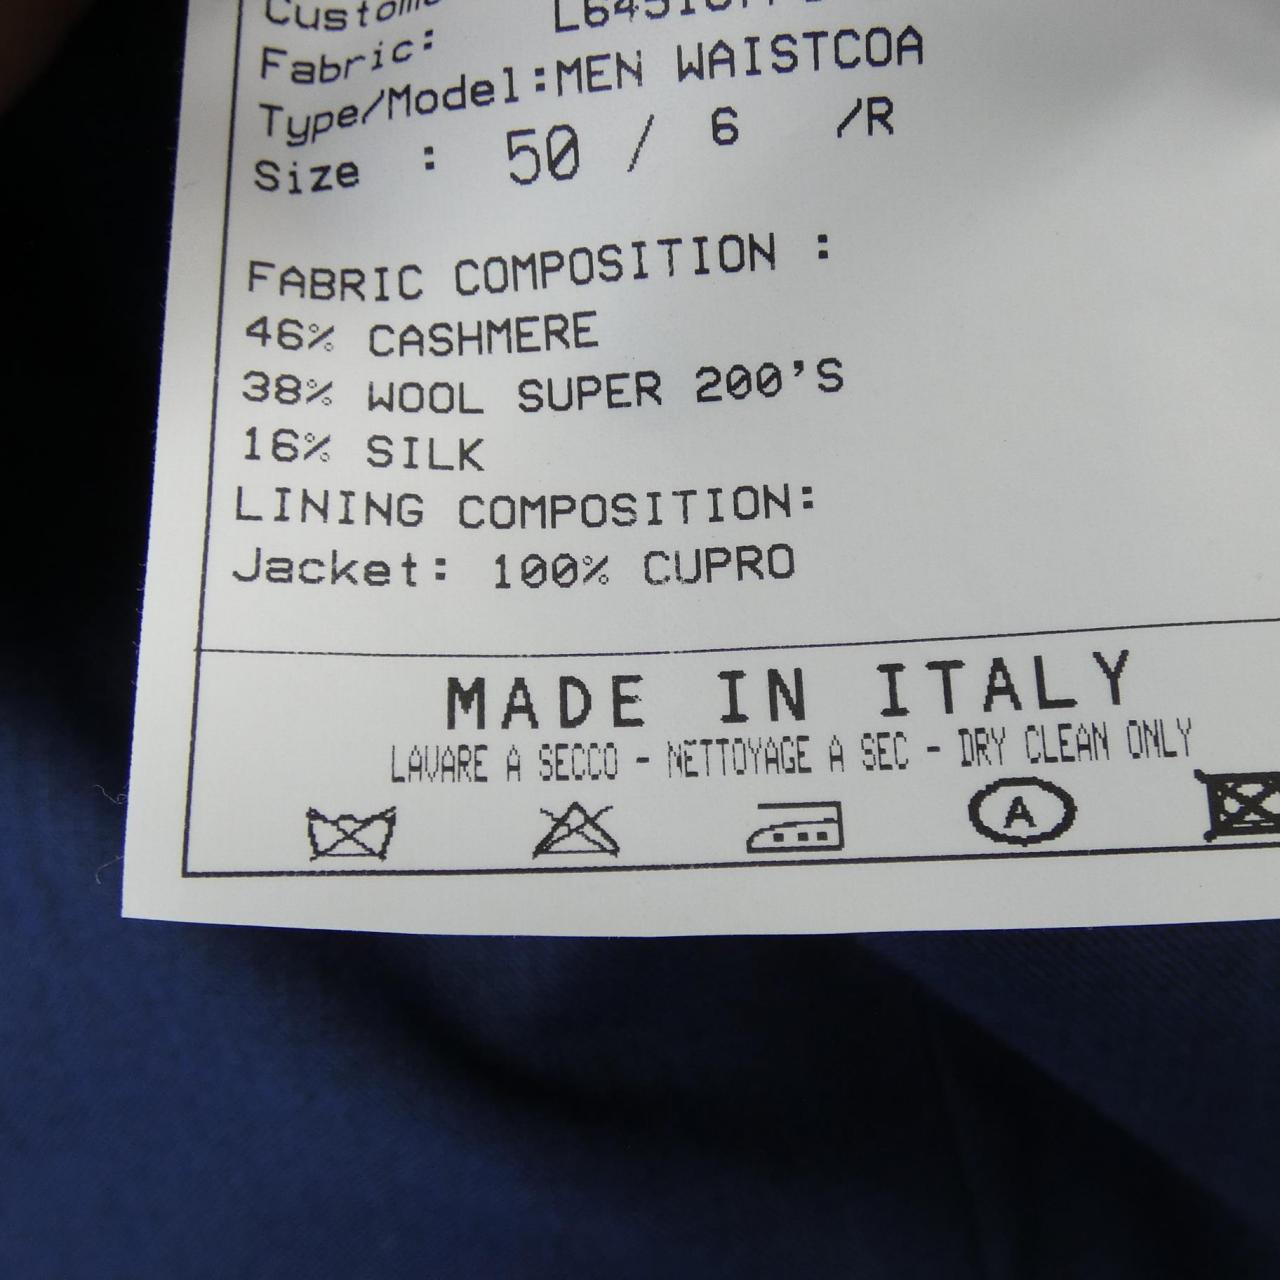 Fabric:
Type/Model:MEN WAISTCOA
Size : 50 / 6 /R
FABRIC COMPOSITION :
46% CASHMERE
38% WOOL SUPER 200'S
16% SILK
LINING COMPOSITION:
Jacket: 100% CUPRO
MADE IN ITALY
LAVARE A SECCO - NETTOYAGE A SEC - DRY CLEAN ONLY
A